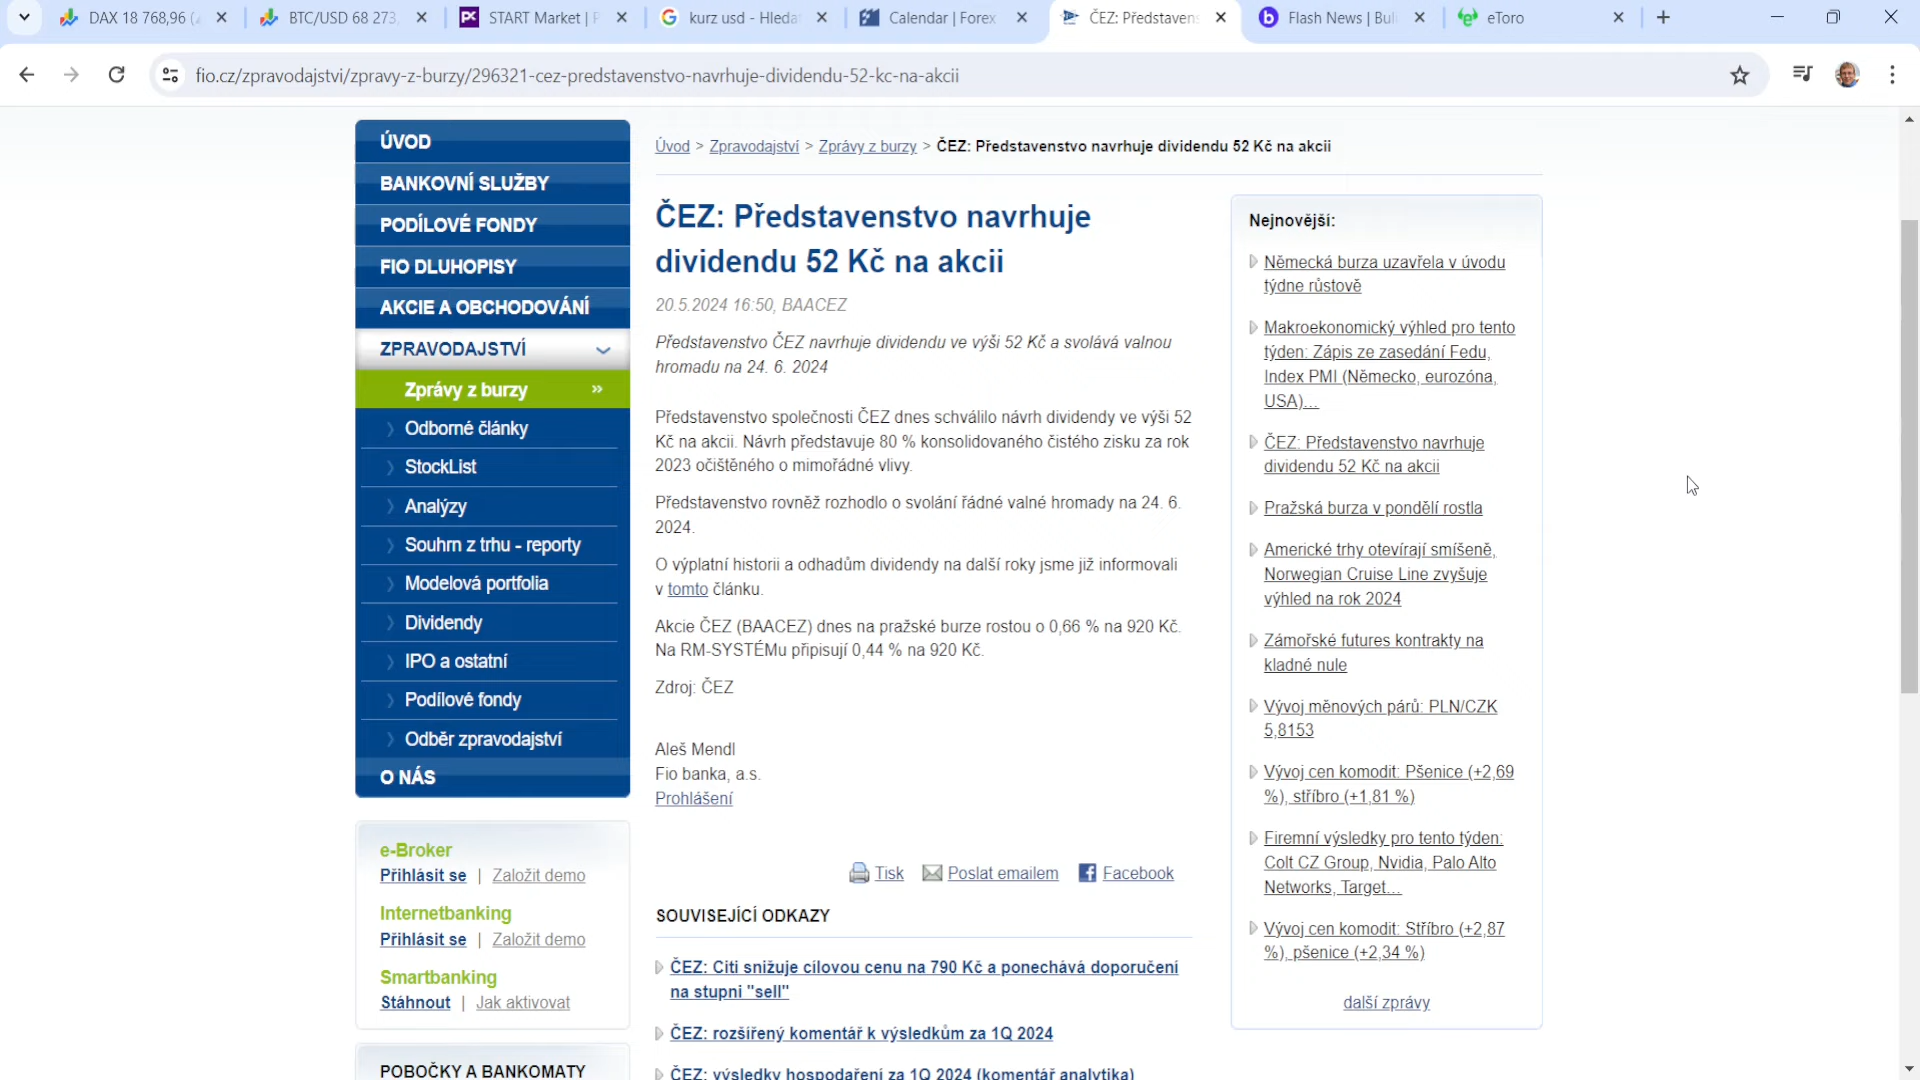 DAX 18 768,96 (
BTC/USD 68 273,
START Market | P
kurz usd - Hleda
Calendar | Forex
ČEZ: Představens
Flash News | Bul
eToro
fio.cz/zpravodajstvi/zpravy-z-burzy/296321-cez-predstavenstvo-navrhuje-dividendu-52-kc-na-akcii
ÚVOD
BANKOVNÍ SLUŽBY
PODÍLOVÉ FONDY
FIO DLUHOPISY
AKCIE A OBCHODOVÁNÍ
ZPRAVODAJSTVÍ
Zprávy z burzy »
Odborné články
StockList
Analýzy
Souhrn z trhu - reporty
Modelová portfolia
Dividendy
IPO a ostatní
Podílové fondy
Odběr zpravodajství
O NÁS
e-Broker
Přihlásit se | Založit demo
Internetbanking
Přihlásit se | Založit demo
Smartbanking
Stáhnout | Jak aktivovat
POBOČKY A BANKOMATY
Úvod > Zpravodajství > Zprávy z burzy > ČEZ: Představenstvo navrhuje dividendu 52 Kč na akcii
ČEZ: Představenstvo navrhuje
dividendu 52 Kč na akcii
20.5.2024 16:50, BAACEZ
Představenstvo ČEZ navrhuje dividendu ve výši 52 Kč a svolává valnou
hromadu na 24. 6. 2024
Představenstvo společnosti ČEZ dnes schválilo návrh dividendy ve výši 52
Kč na akcii. Návrh představuje 80 % konsolidovaného čistého zisku za rok
2023 očištěného o mimořádné vlivy.
Představenstvo rovněž rozhodlo o svolání řádné valné hromady na 24. 6.
2024.
O výplatní historii a odhadům dividendy na další roky jsme již informovali
v tomto článku.
Akcie ČEZ (BAACEZ) dnes na pražské burze rostou o 0,66 % na 920 Kč.
Na RM-SYSTÉMu připisují 0,44 % na 920 Kč.
Zdroj: ČEZ
Aleš Mendl
Fio banka, a.s.
Prohlášení
Tisk Poslat emailem Facebook
SOUVISEJÍCÍ ODKAZY
ČEZ: Citi snižuje cílovou cenu na 790 Kč a ponechává doporučení
na stupni "sell"
ČEZ: rozšířený komentář k výsledkům za 1Q 2024
ČEZ: výsledky hospodaření za 1Q 2024 (komentář analytika)
Nejnovější:
Německá burza uzavřela v úvodu
týdne růstově
Makroekonomický výhled pro tento
týden: Zápis ze zasedání Fedu,
Index PMI (Německo, eurozóna,
USA)...
ČEZ: Představenstvo navrhuje
dividendu 52 Kč na akcii
Pražská burza v pondělí rostla
Americké trhy otevírají smíšeně,
Norwegian Cruise Line zvyšuje
výhled na rok 2024
Zámořské futures kontrakty na
kladné nule
Vývoj měnových párů: PLN/CZK
5,8153
Vývoj cen komodit: Pšenice (+2,69
%), stříbro (+1,81 %)
Firemní výsledky pro tento týden:
Colt CZ Group, Nvidia, Palo Alto
Networks, Target...
Vývoj cen komodit: Stříbro (+2,87
%), pšenice (+2,34 %)
další zprávy